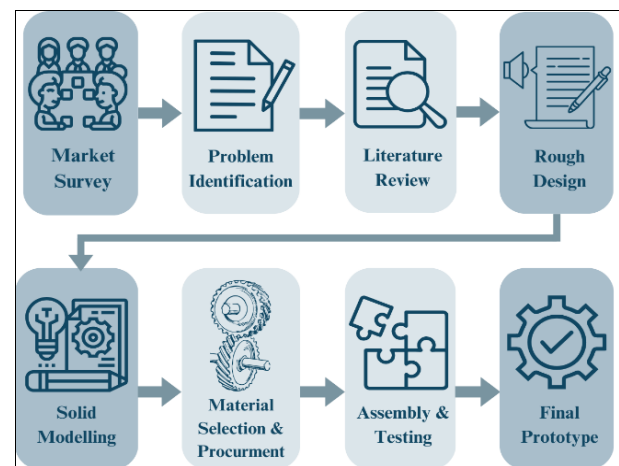 Market
Survey
Problem
Identification
Literature
Review
Rough
Design
Solid
Modelling
Material
Selection &
Procurment
Assembly &
Testing
Final
Prototype